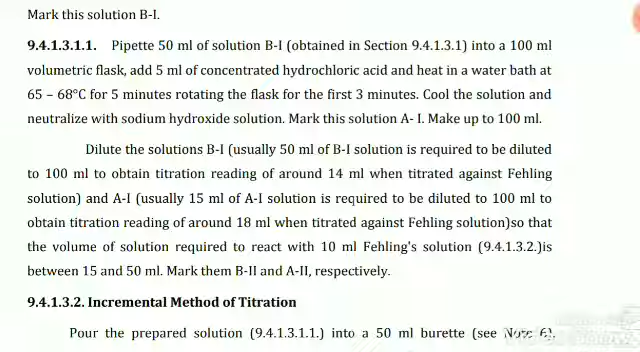 Mark this solution B-I.
9.4.1.3.1.1. Pipette 50 ml of solution B-I (obtained in Section 9.4.1.3.1) into a 100 ml
volumetric flask, add 5 ml of concentrated hydrochloric acid and heat in a water bath at
65 – 68°C for 5 minutes rotating the flask for the first 3 minutes. Cool the solution and
neutralize with sodium hydroxide solution. Mark this solution A- I. Make up to 100 ml.
Dilute the solutions B-I (usually 50 ml of B-I solution is required to be diluted
to 100 ml to obtain titration reading of around 14 ml when titrated against Fehling
solution) and A-I (usually 15 ml of A-I solution is required to be diluted to 100 ml to
obtain titration reading of around 18 ml when titrated against Fehling solution)so that
the volume of solution required to react with 10 ml Fehling's solution (9.4.1.3.2.)is
between 15 and 50 ml. Mark them B-II and A-II, respectively.
9.4.1.3.2. Incremental Method of Titration
Pour the prepared solution (9.4.1.3.1.1.) into a 50 ml burette (see Note 6).